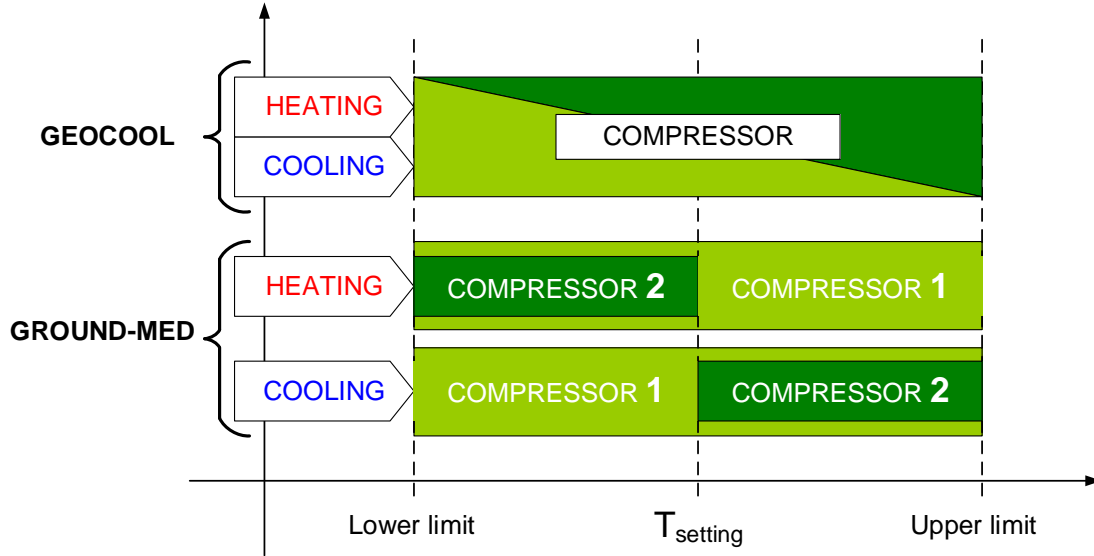 GEOCOOL
HEATING
COOLING
COMPRESSOR
GROUND-MED
HEATING
COMPRESSOR 2
COMPRESSOR 1
COOLING
COMPRESSOR 1
COMPRESSOR 2
Lower limit
Tsetting
Upper limit